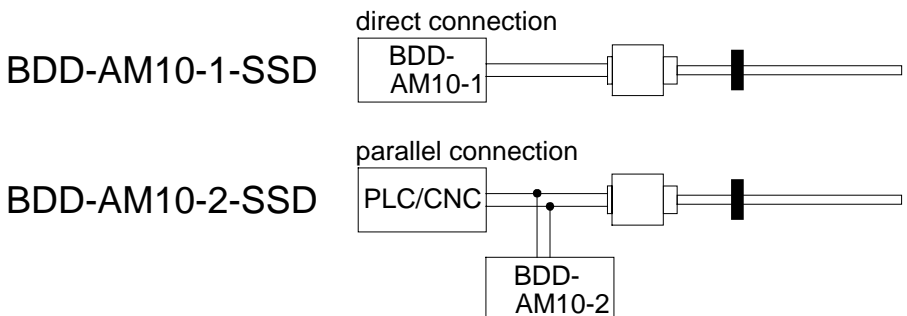 direct connection
BDD-AM10-1-SSD
BDD-
AM10-1
parallel connection
BDD-AM10-2-SSD
PLC/CNC
BDD-
AM10-2